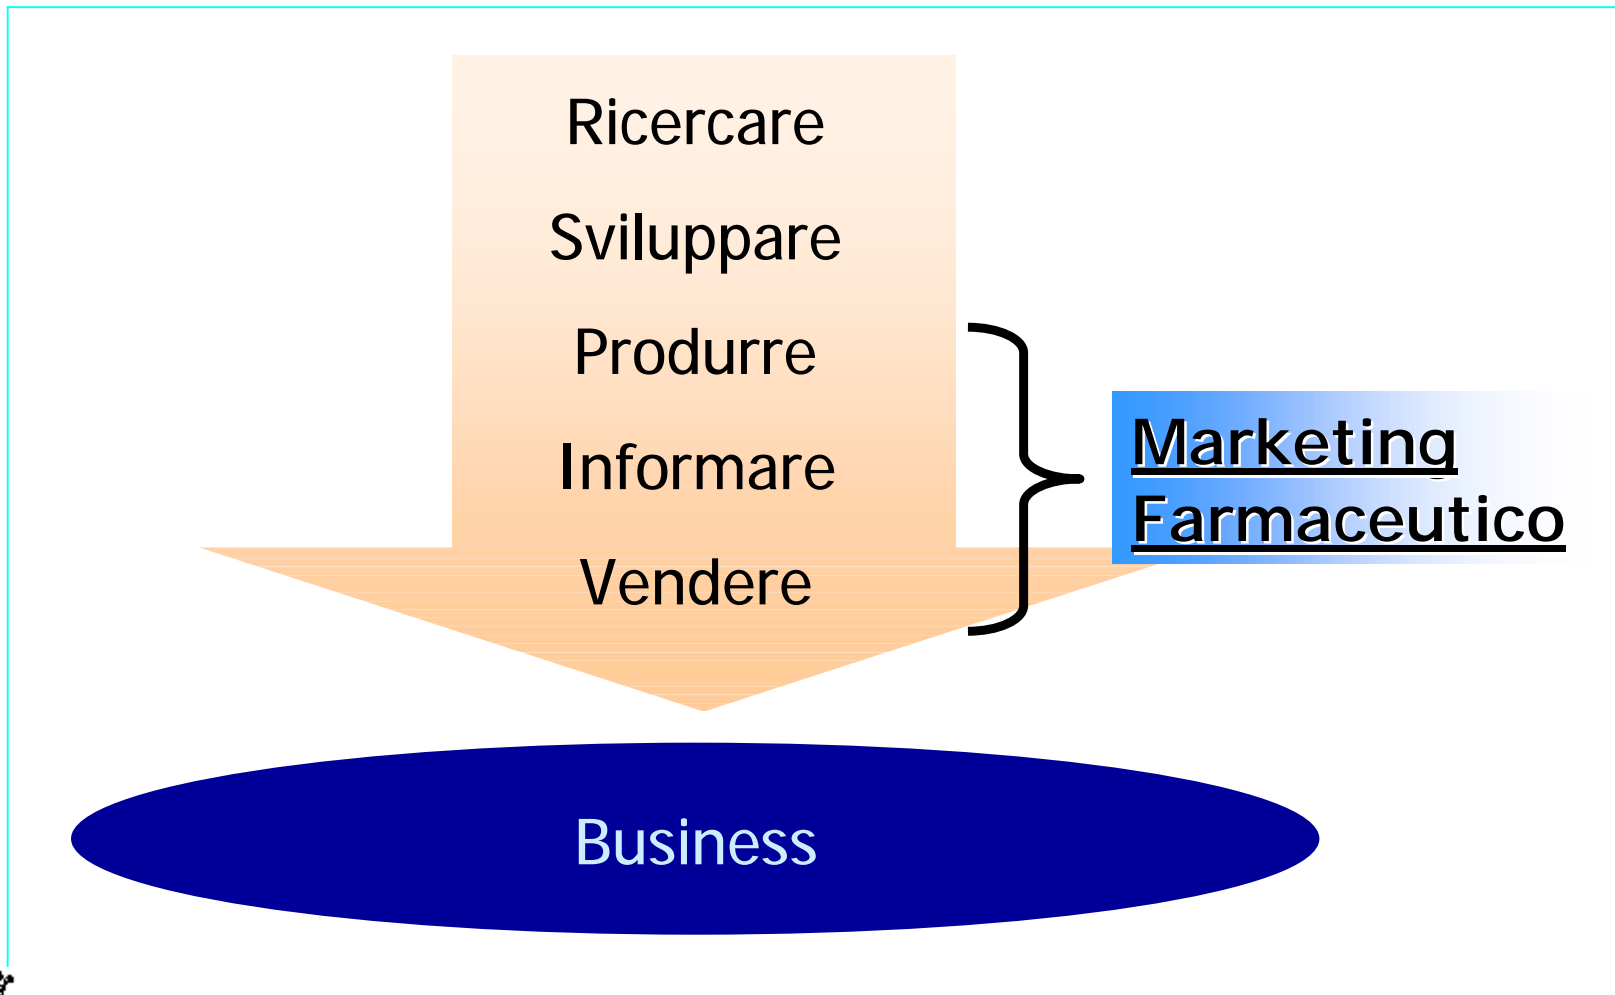 Ricercare
Sviluppare
Produrre
Informare
Vendere
Marketing
Farmaceutico
Business